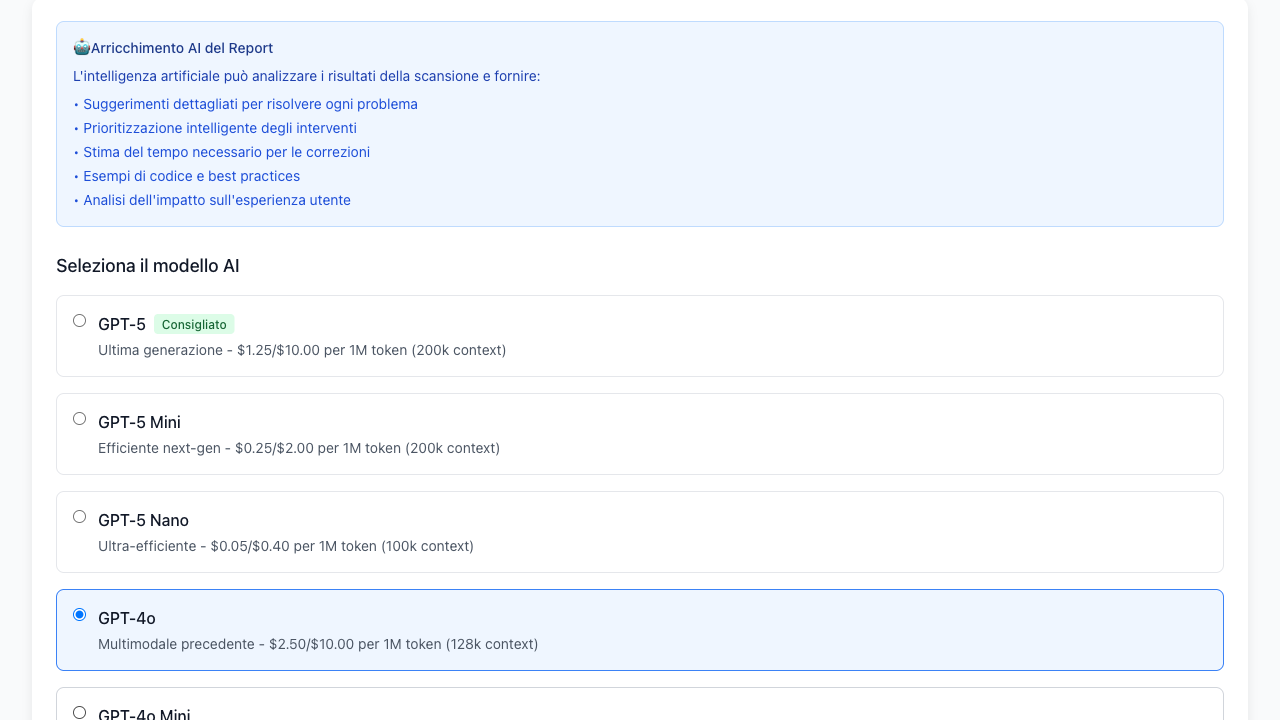 Arricchimento AI del Report
L'intelligenza artificiale può analizzare i risultati della scansione e fornire:
• Suggerimenti dettagliati per risolvere ogni problema
• Prioritizzazione intelligente degli interventi
• Stima del tempo necessario per le correzioni
• Esempi di codice e best practices
• Analisi dell'impatto sull'esperienza utente
Seleziona il modello AI
GPT-5 Consigliato
Ultima generazione - $1.25/$10.00 per 1M token (200k context)
GPT-5 Mini
Efficiente next-gen - $0.25/$2.00 per 1M token (200k context)
GPT-5 Nano
Ultra-efficiente - $0.05/$0.40 per 1M token (100k context)
GPT-4o
Multimodale precedente - $2.50/$10.00 per 1M token (128k context)
GPT-4o Mini